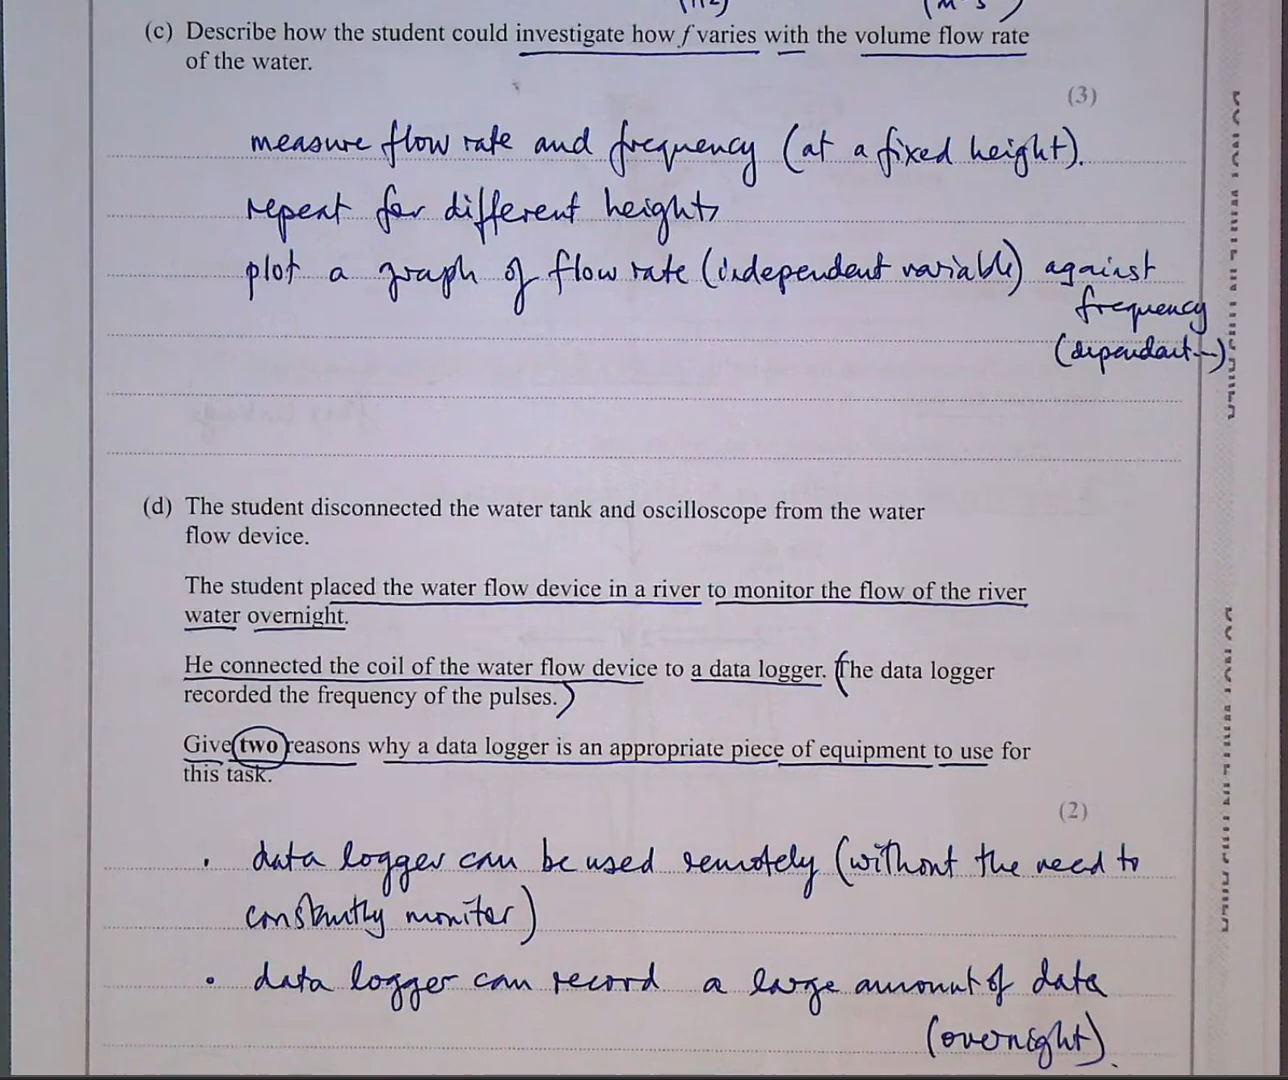 (c) Describe how the student could investigate how f varies with the volume flow rate
of the water.
(3)
measure flow rate and frequency (at a fixed height).
repeat for different heights
plot a graph of flow rate (independent variable) against
frequency
(dependant ~).
(d) The student disconnected the water tank and oscilloscope from the water
flow device.
The student placed the water flow device in a river to monitor the flow of the river
water overnight.
He connected the coil of the water flow device to a data logger. (The data logger
recorded the frequency of the pulses.)
Give two reasons why a data logger is an appropriate piece of equipment to use for
this task.
(2)
• data logger can be used remotely (without the need to
constantly moniter)
• data logger can record a large amount of data
(overnight).